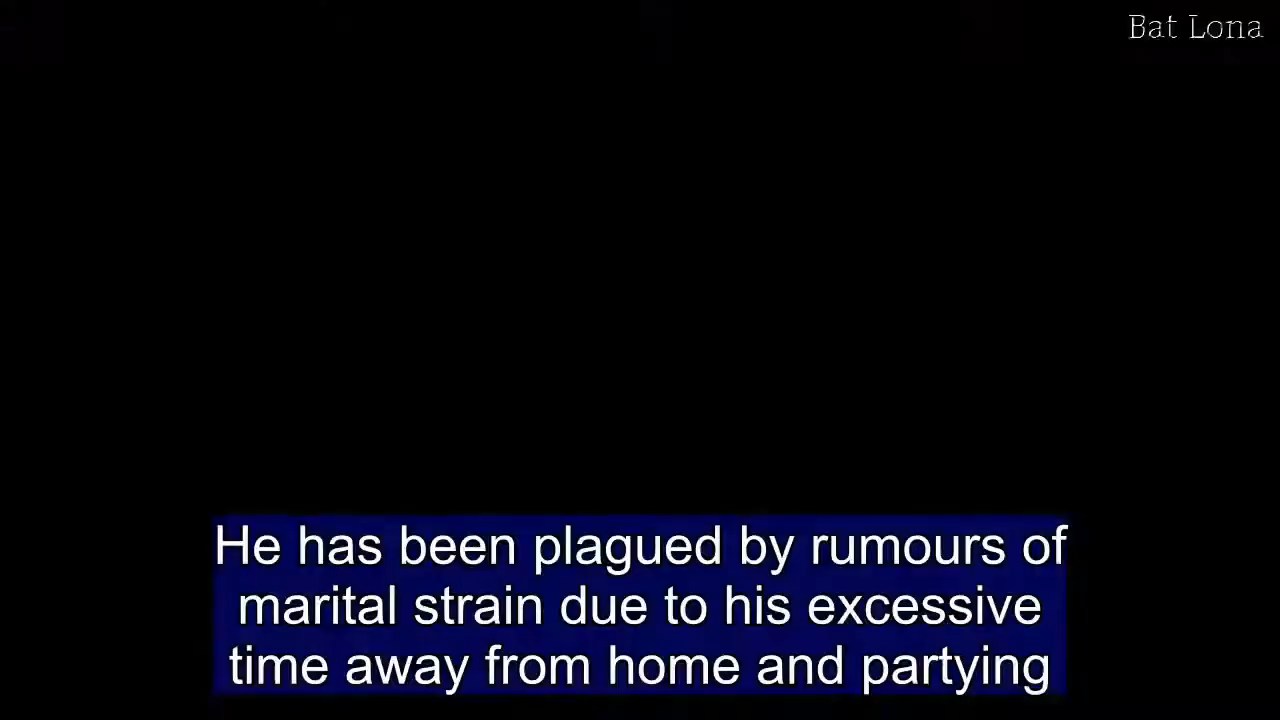 Bat Lona
He has been plagued by rumours of
marital strain due to his excessive
time away from home and partying